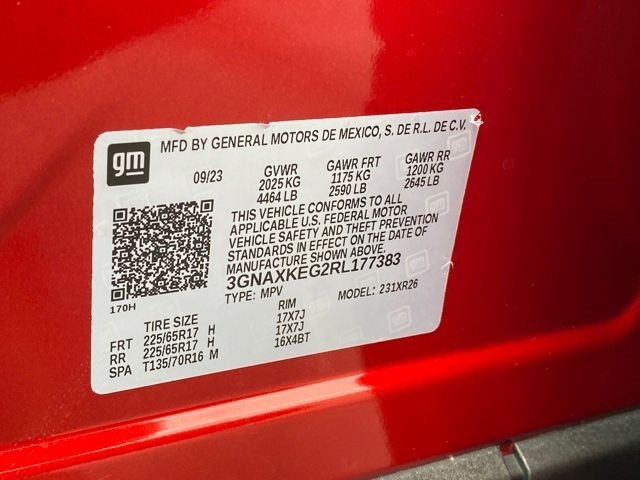 gm
MFD BY GENERAL MOTORS DE MEXICO, S. DE R.L. DE C.V.
09/23 GVWR GAWR FRT GAWR RR
2025 KG 1175 KG 1200 KG
4464 LB 2590 LB 2645 LB
THIS VEHICLE CONFORMS TO ALL
APPLICABLE U.S. FEDERAL MOTOR
VEHICLE SAFETY AND THEFT PREVENTION
STANDARDS IN EFFECT ON THE DATE OF
MANUFACTURE SHOWN ABOVE.
3GNAXKEG2RL177383
TYPE: MPV MODEL: 231XR26
170H
TIRE SIZE RIM
FRT 225/65R17 H 17X7J
RR 225/65R17 H 17X7J
SPA T135/70R16 M 16X4BT